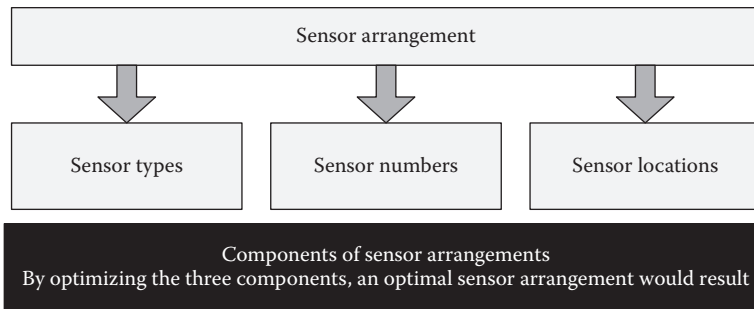 Sensor arrangement
Sensor types
Sensor numbers
Sensor locations
Components of sensor arrangements
By optimizing the three components, an optimal sensor arrangement would result